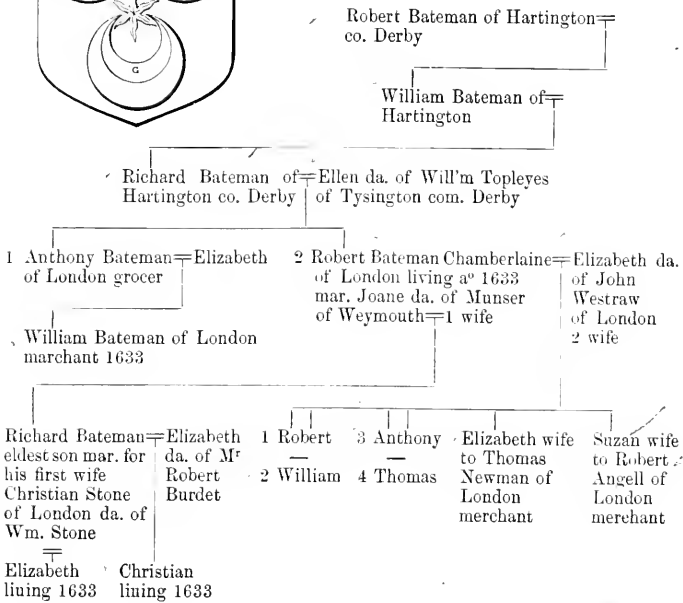 G
Robert Bateman of Hartington
co. Derby
William Bateman of
Hartington
Richard Bateman of
Hartington co. Derby
Ellen da. of Will'm Topleyes
of Tysington com. Derby
1 Anthony Bateman
of London grocer
Elizabeth
2 Robert Bateman Chamberlaine
of London living aº 1633
mar. Joane da. of Munser
of Weymouth
1 wife
Elizabeth da.
of John
Westraw
of London
2 wife
William Bateman of London
marchant 1633
Richard Bateman
eldest son mar. for
his first wife
Christian Stone
of London da. of
Wm. Stone
Elizabeth
da. of Mʳ
Robert
Burdet
1 Robert
2 William
3 Anthony
4 Thomas
Elizabeth wife
to Thomas
Newman of
London
merchant
Suzan wife
to Robert
Angell of
London
merchant
Elizabeth
liuing 1633
Christian
liuing 1633